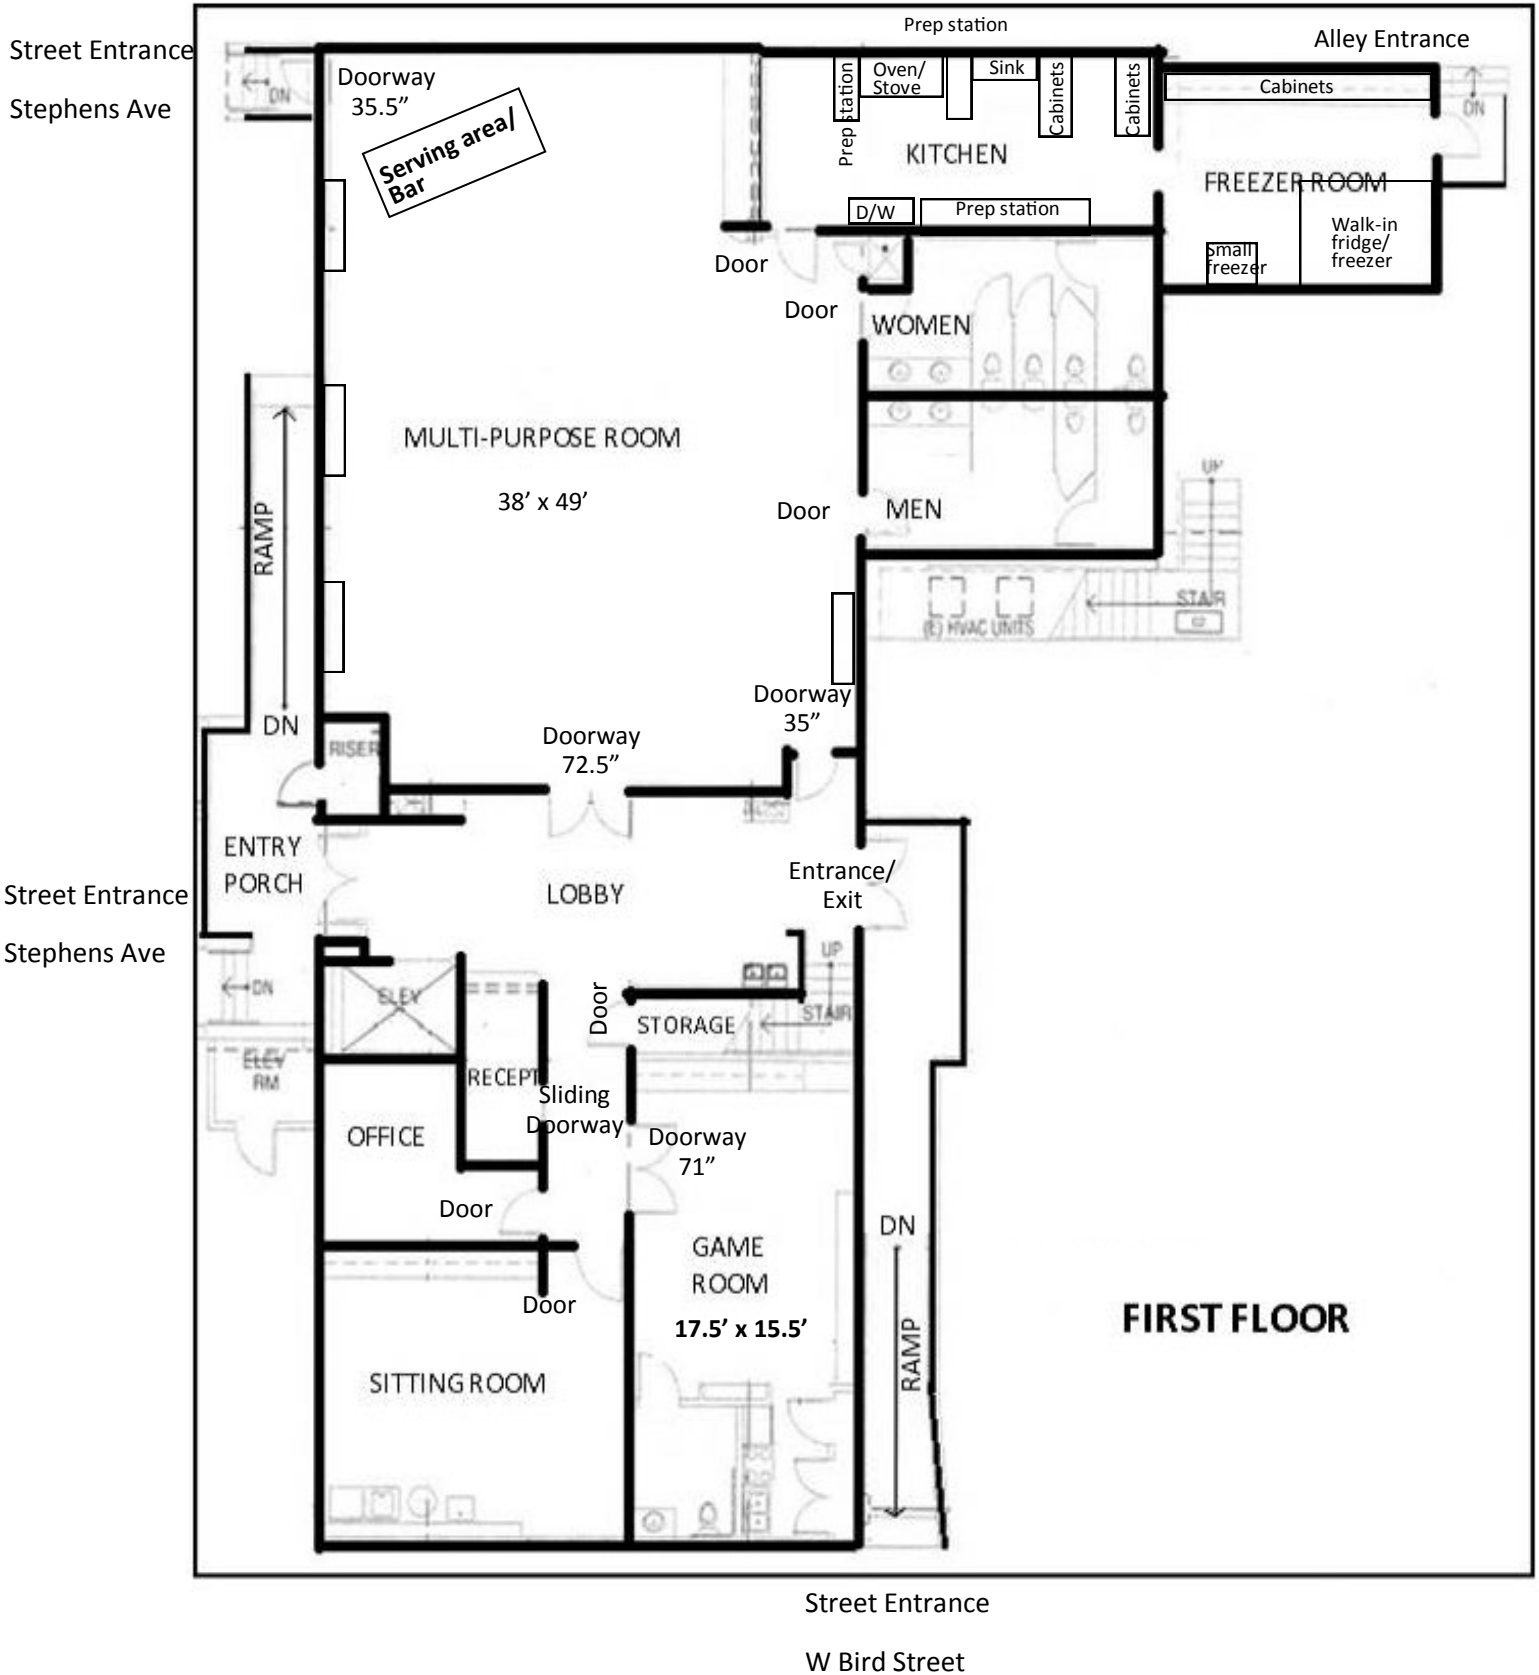 Prep station
Street Entrance
Stephens Ave
Alley Entrance
DN
Doorway
35.5”
Serving area/
Bar
Prep station
Oven/
Stove
Sink
Cabinets
Cabinets
Cabinets
DN
KITCHEN
FREEZER ROOM
D/W
Prep station
Small
freezer
Walk-in
fridge/
freezer
Door
Door
WOMEN
MULTI-PURPOSE ROOM
38’ x 49’
Door
MEN
UP
RAMP
STAIR
(E) HVAC UNITS
Doorway
35”
DN
RISER
Doorway
72.5”
ENTRY
PORCH
LOBBY
Entrance/
Exit
Street Entrance
Stephens Ave
DN
ELEV
UP
Door
STORAGE
STAIR
ELEV
RM
RECEPT
Sliding
Doorway
OFFICE
Doorway
71”
Door
DN
GAME
ROOM
17.5’ x 15.5’
Door
RAMP
FIRST FLOOR
SITTING ROOM
Street Entrance
W Bird Street